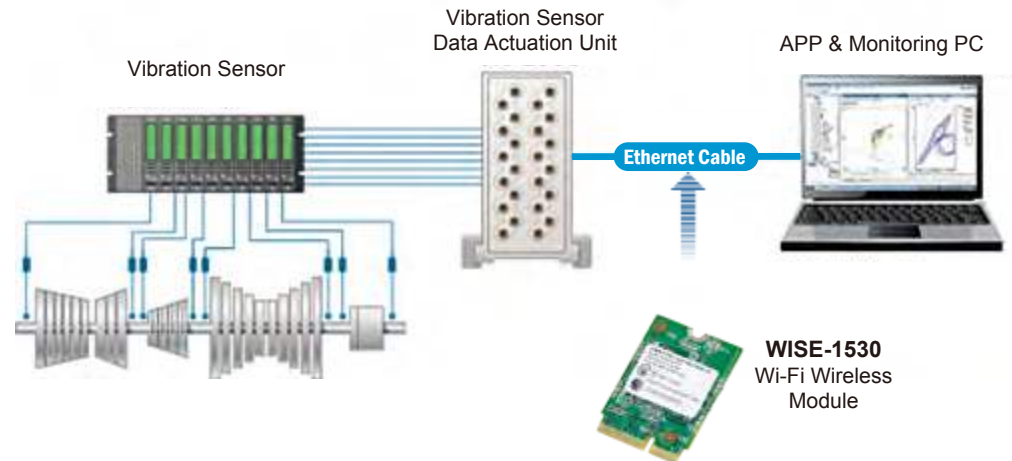 Vibration Sensor
Data Actuation Unit
APP & Monitoring PC
Vibration Sensor
Ethernet Cable
WISE-1530
Wi-Fi Wireless
Module